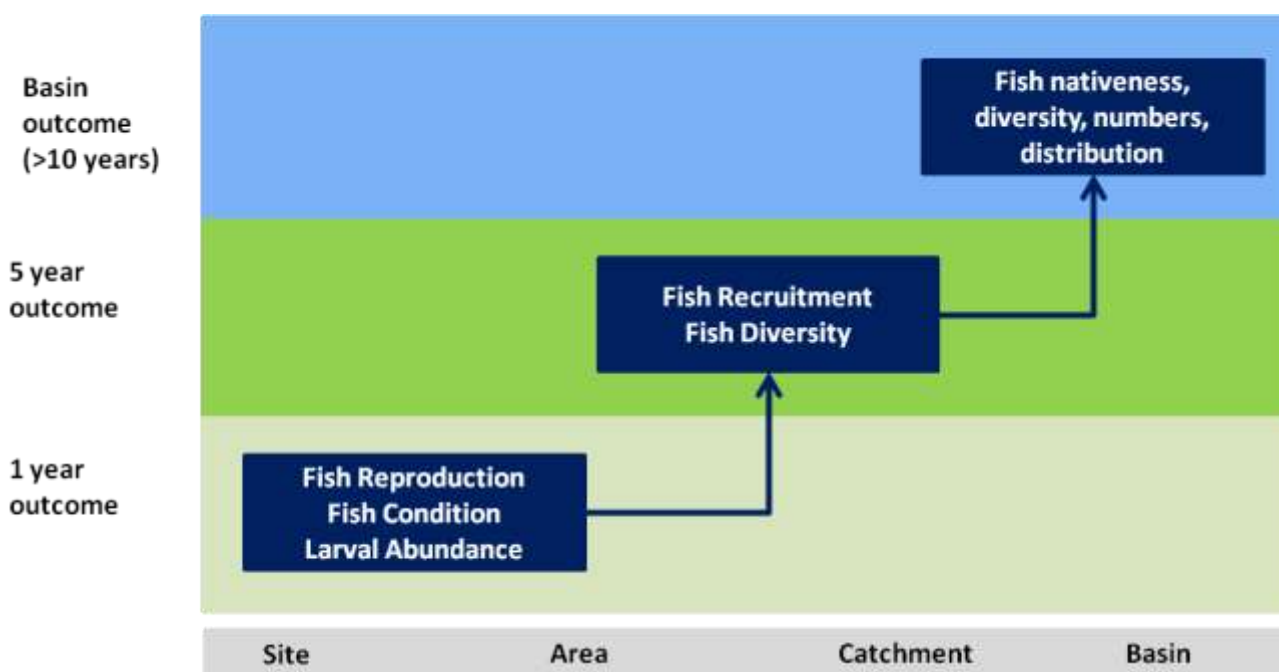 Basin
outcome
(>10 years)
Fish nativeness,
diversity, numbers,
distribution
5 year
outcome
Fish Recruitment
Fish Diversity
1 year
outcome
Fish Reproduction
Fish Condition
Larval Abundance
Site Area Catchment Basin